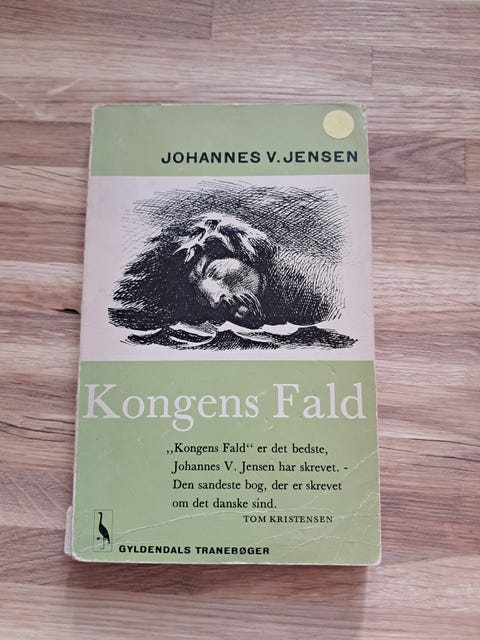 JOHANNES V. JENSEN
Kongens Fald
„Kongens Fald“ er det bedste,
Johannes V. Jensen har skrevet. -
Den sandeste bog, der er skrevet
om det danske sind.
TOM KRISTENSEN
GYLDENDALS TRANEBØGER